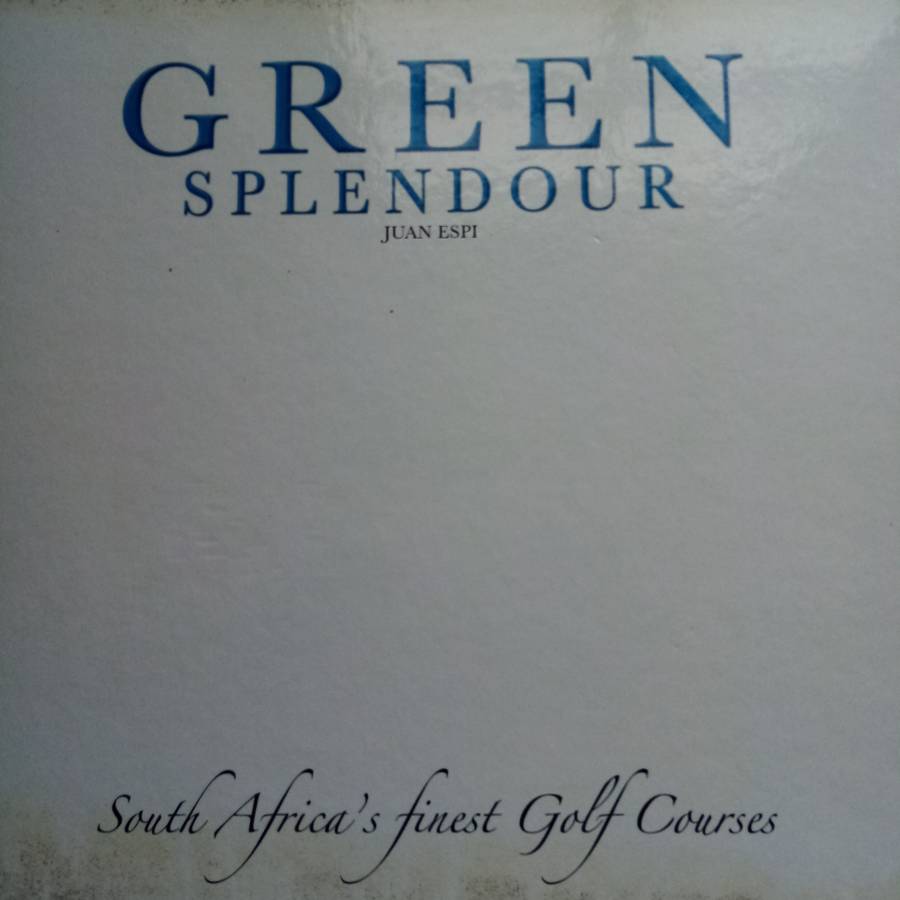 GREEN
SPLENDOUR
JUAN ESPI
South Africa's finest Golf Courses